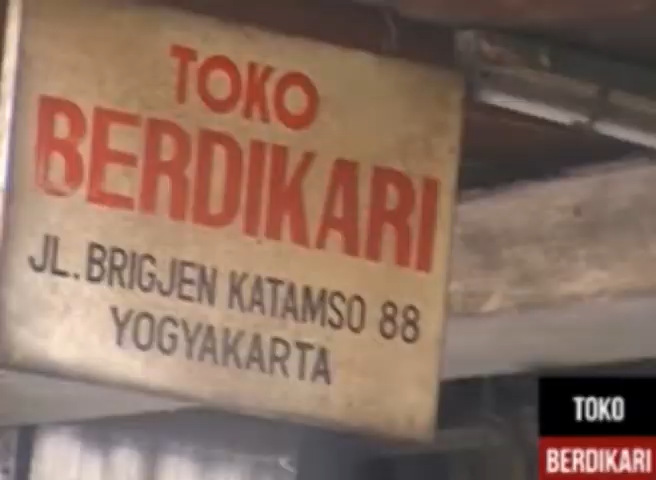 TOKO
BERDIKARI
JL. BRIGJEN KATAMSO 88
YOGYAKARTA
TOKO
BERDIKARI